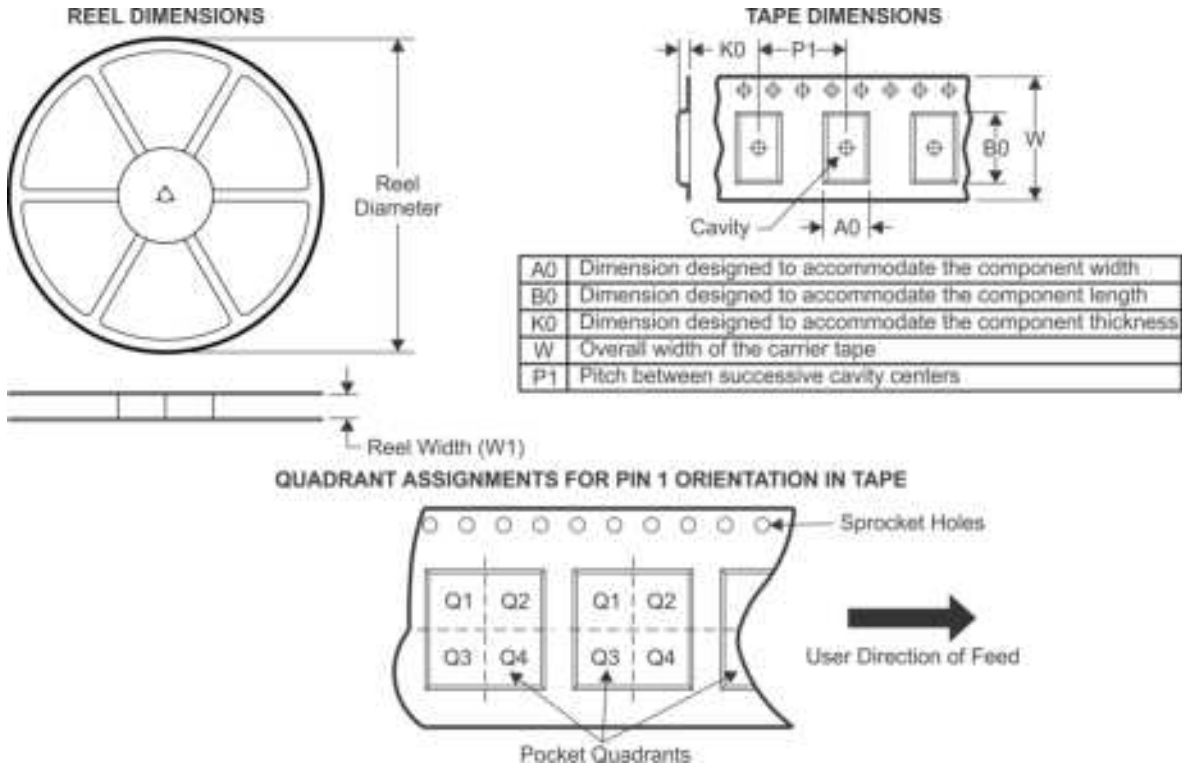 REEL DIMENSIONS
TAPE DIMENSIONS
K0
P1
Reel
Diameter
B0
W
Cavity
A0
A0 Dimension designed to accommodate the component width
B0 Dimension designed to accommodate the component length
K0 Dimension designed to accommodate the component thickness
W Overall width of the carrier tape
P1 Pitch between successive cavity centers
Reel Width (W1)
QUADRANT ASSIGNMENTS FOR PIN 1 ORIENTATION IN TAPE
Sprocket Holes
Q1 Q2 Q1 Q2
Q3 Q4 Q3 Q4
User Direction of Feed
Pocket Quadrants